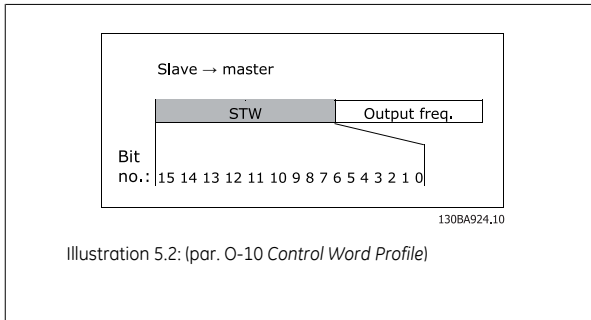 Slave → master
STW Output freq.
Bit
no.: 15 14 13 12 11 10 9 8 7 6 5 4 3 2 1 0
130BA924.10
Illustration 5.2: (par. O-10 Control Word Profile)